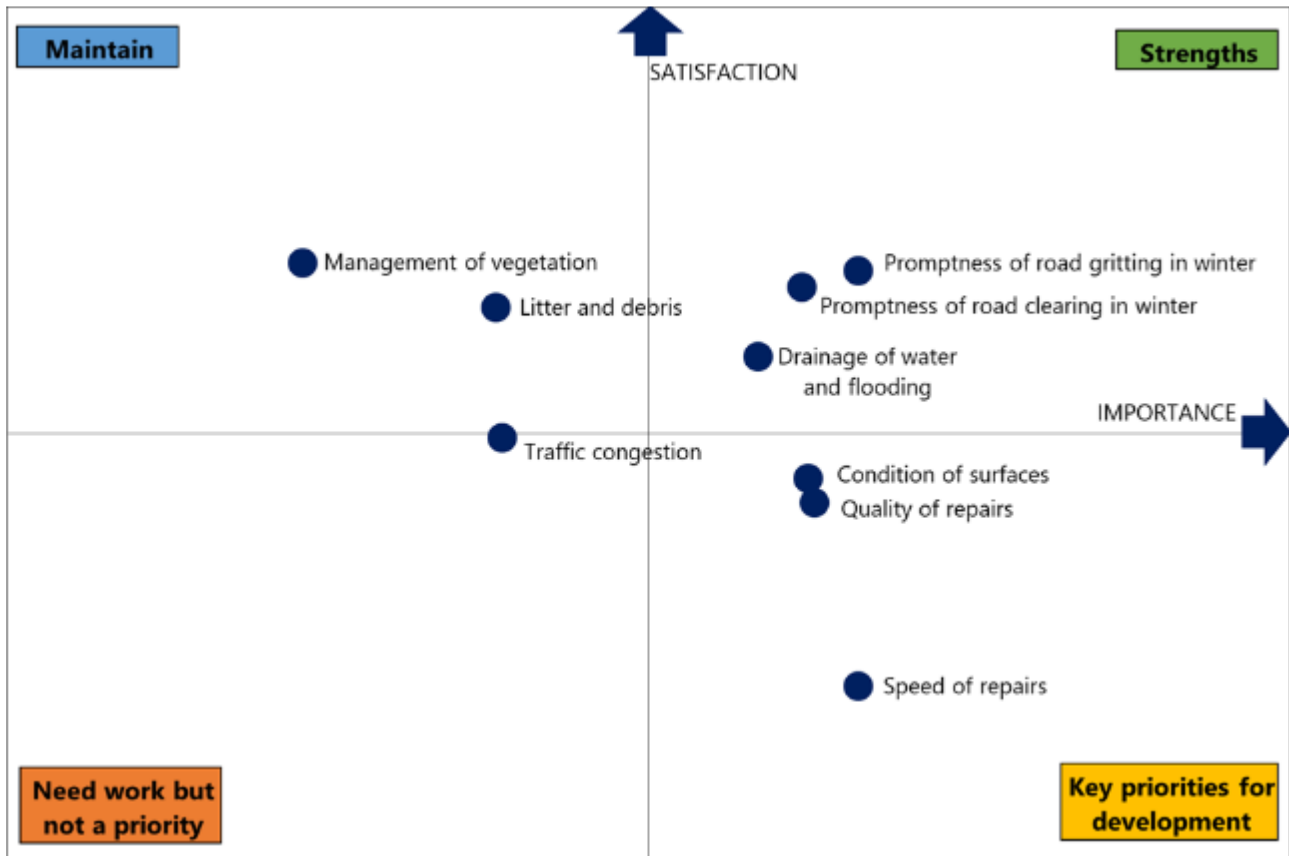 Maintain
Strengths
SATISFACTION
Management of vegetation
Promptness of road gritting in winter
Litter and debris
Promptness of road clearing in winter
Drainage of water
and flooding
IMPORTANCE
Traffic congestion
Condition of surfaces
Quality of repairs
Speed of repairs
Need work but
not a priority
Key priorities for
development